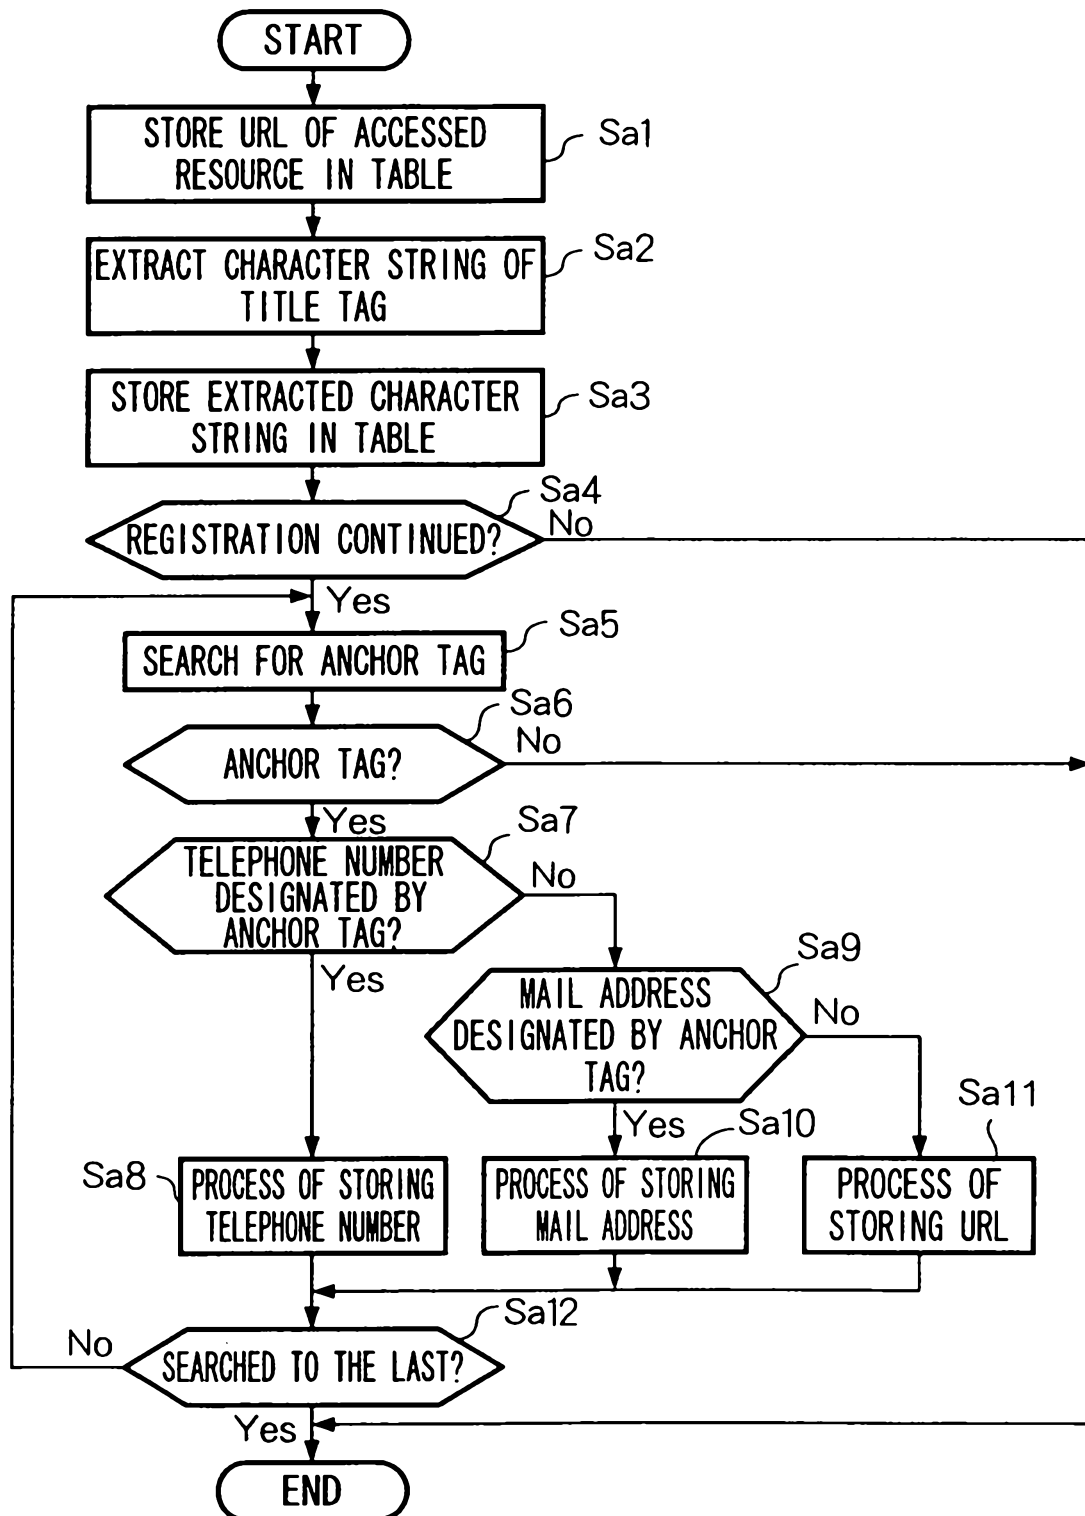 START
STORE URL OF ACCESSED
RESOURCE IN TABLE
Sa1
EXTRACT CHARACTER STRING OF
TITLE TAG
Sa2
STORE EXTRACTED CHARACTER
STRING IN TABLE
Sa3
Sa4
REGISTRATION CONTINUED?
No
Yes
Sa5
SEARCH FOR ANCHOR TAG
Sa6
ANCHOR TAG?
No
Yes
Sa7
TELEPHONE NUMBER
DESIGNATED BY
ANCHOR TAG?
No
Yes
Sa9
MAIL ADDRESS
DESIGNATED BY ANCHOR
TAG?
No
Yes
Sa8
PROCESS OF STORING
TELEPHONE NUMBER
Sa10
PROCESS OF STORING
MAIL ADDRESS
Sa11
PROCESS OF
STORING URL
Sa12
SEARCHED TO THE LAST?
No
Yes
END